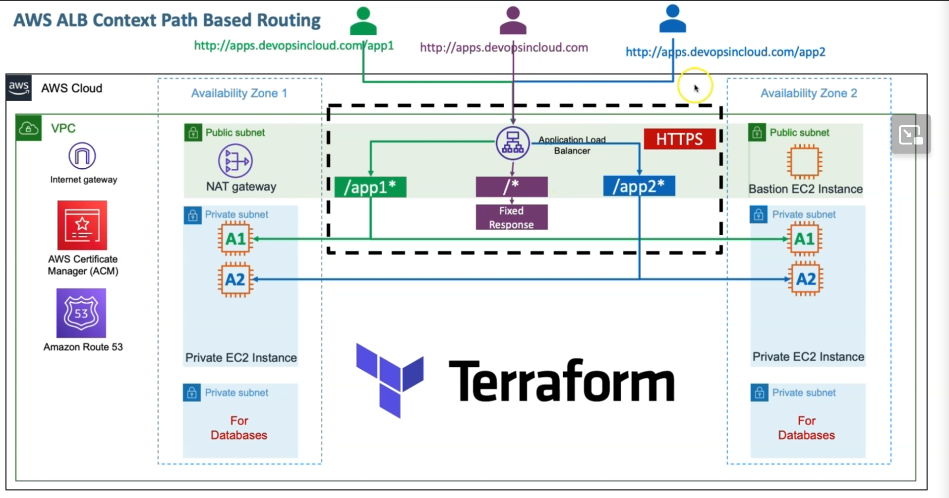 AWS ALB Context Path Based Routing
http://apps.devopsincloud.com/app1
http://apps.devopsincloud.com
http://apps.devopsincloud.com/app2
aws
AWS Cloud
Availability Zone 1
Availability Zone 2
VPC
Public subnet
Application Load
Balancer
HTTPS
Public subnet
Internet gateway
NAT gateway
/app1*
/*
/app2*
Bastion EC2 Instance
Private subnet
Fixed
Response
Private subnet
A1
A1
AWS Certificate
Manager (ACM)
A2
A2
53
Amazon Route 53
Private EC2 Instance
Private EC2 Instance
Terraform
Private subnet
Private subnet
For
Databases
For
Databases